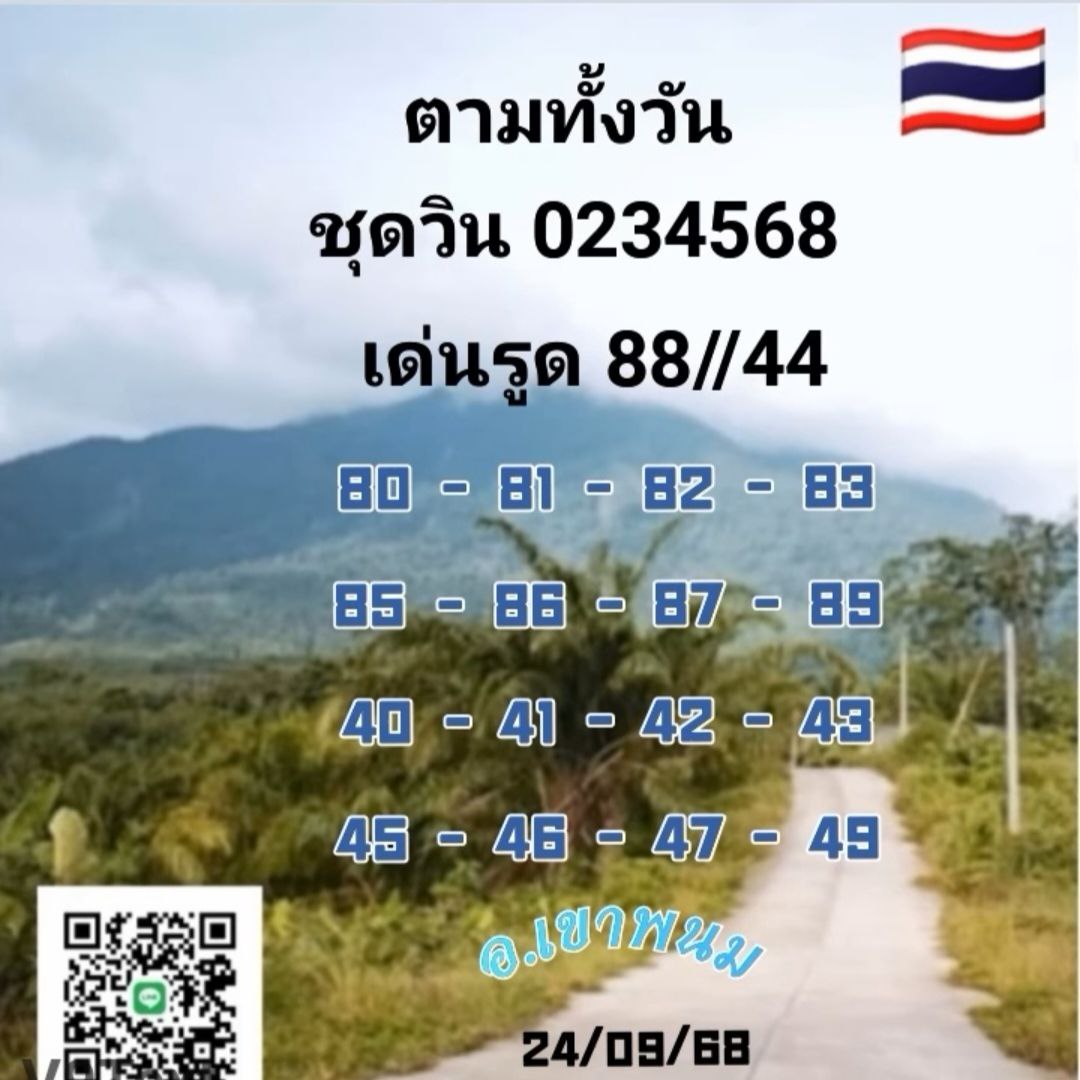 ตามทั้งวัน
ชุดวิน 0234568
เด่นรูด 88//44
80 - 81 - 82 - 83
85 - 86 - 87 - 89
40 - 41 - 42 - 43
45 - 46 - 47 - 49
อ.เขาพนม
24/09/68